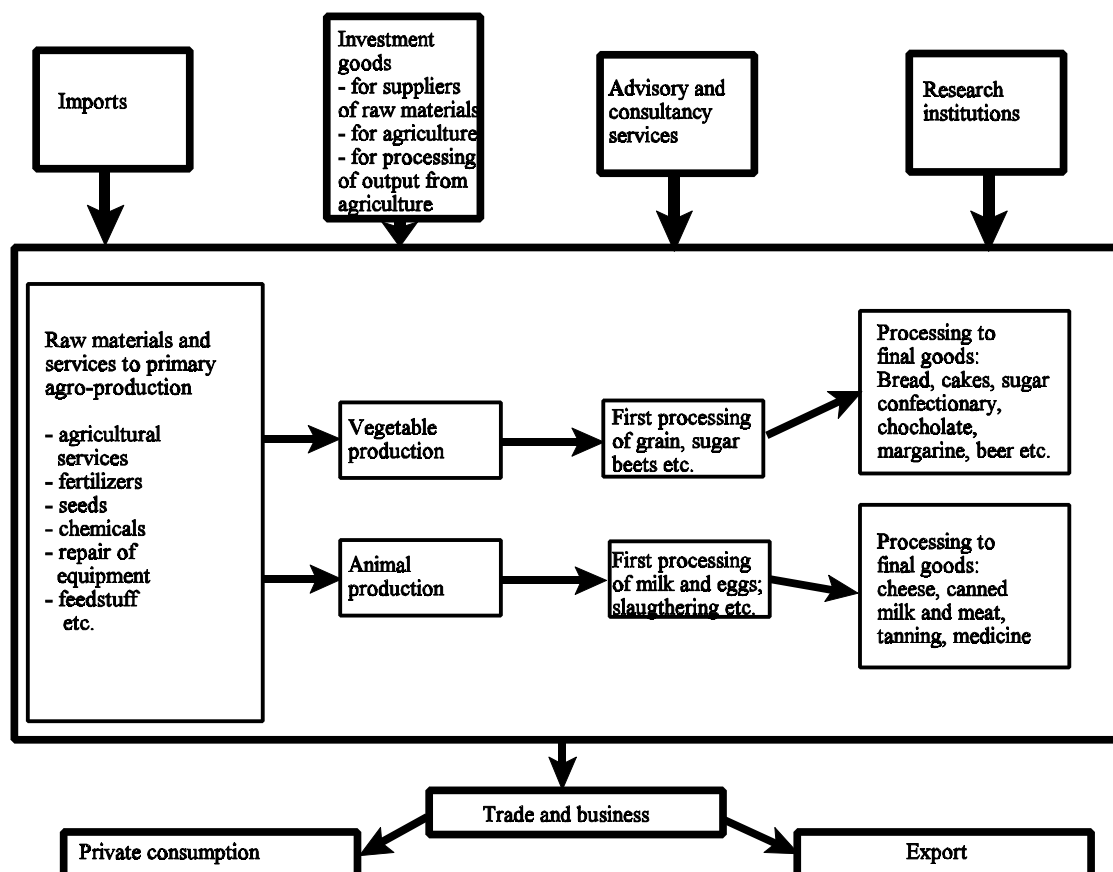 Imports
Investment
goods
- for suppliers
of raw materials
- for agriculture
- for processing
of output from
agriculture
Advisory and
consultancy
services
Research
institutions
Raw materials and
services to primary
agro-production
- agricultural
services
- fertilizers
- seeds
- chemicals
- repair of
equipment
- feedstuff
etc.
Vegetable
production
First processing
of grain, sugar
beets etc.
Processing to
final goods:
Bread, cakes, sugar
confectionary,
chocholate,
margarine, beer etc.
Animal
production
First processing
of milk and eggs;
slaugthering etc.
Processing to
final goods:
cheese, canned
milk and meat,
tanning, medicine
Trade and business
Private consumption
Export